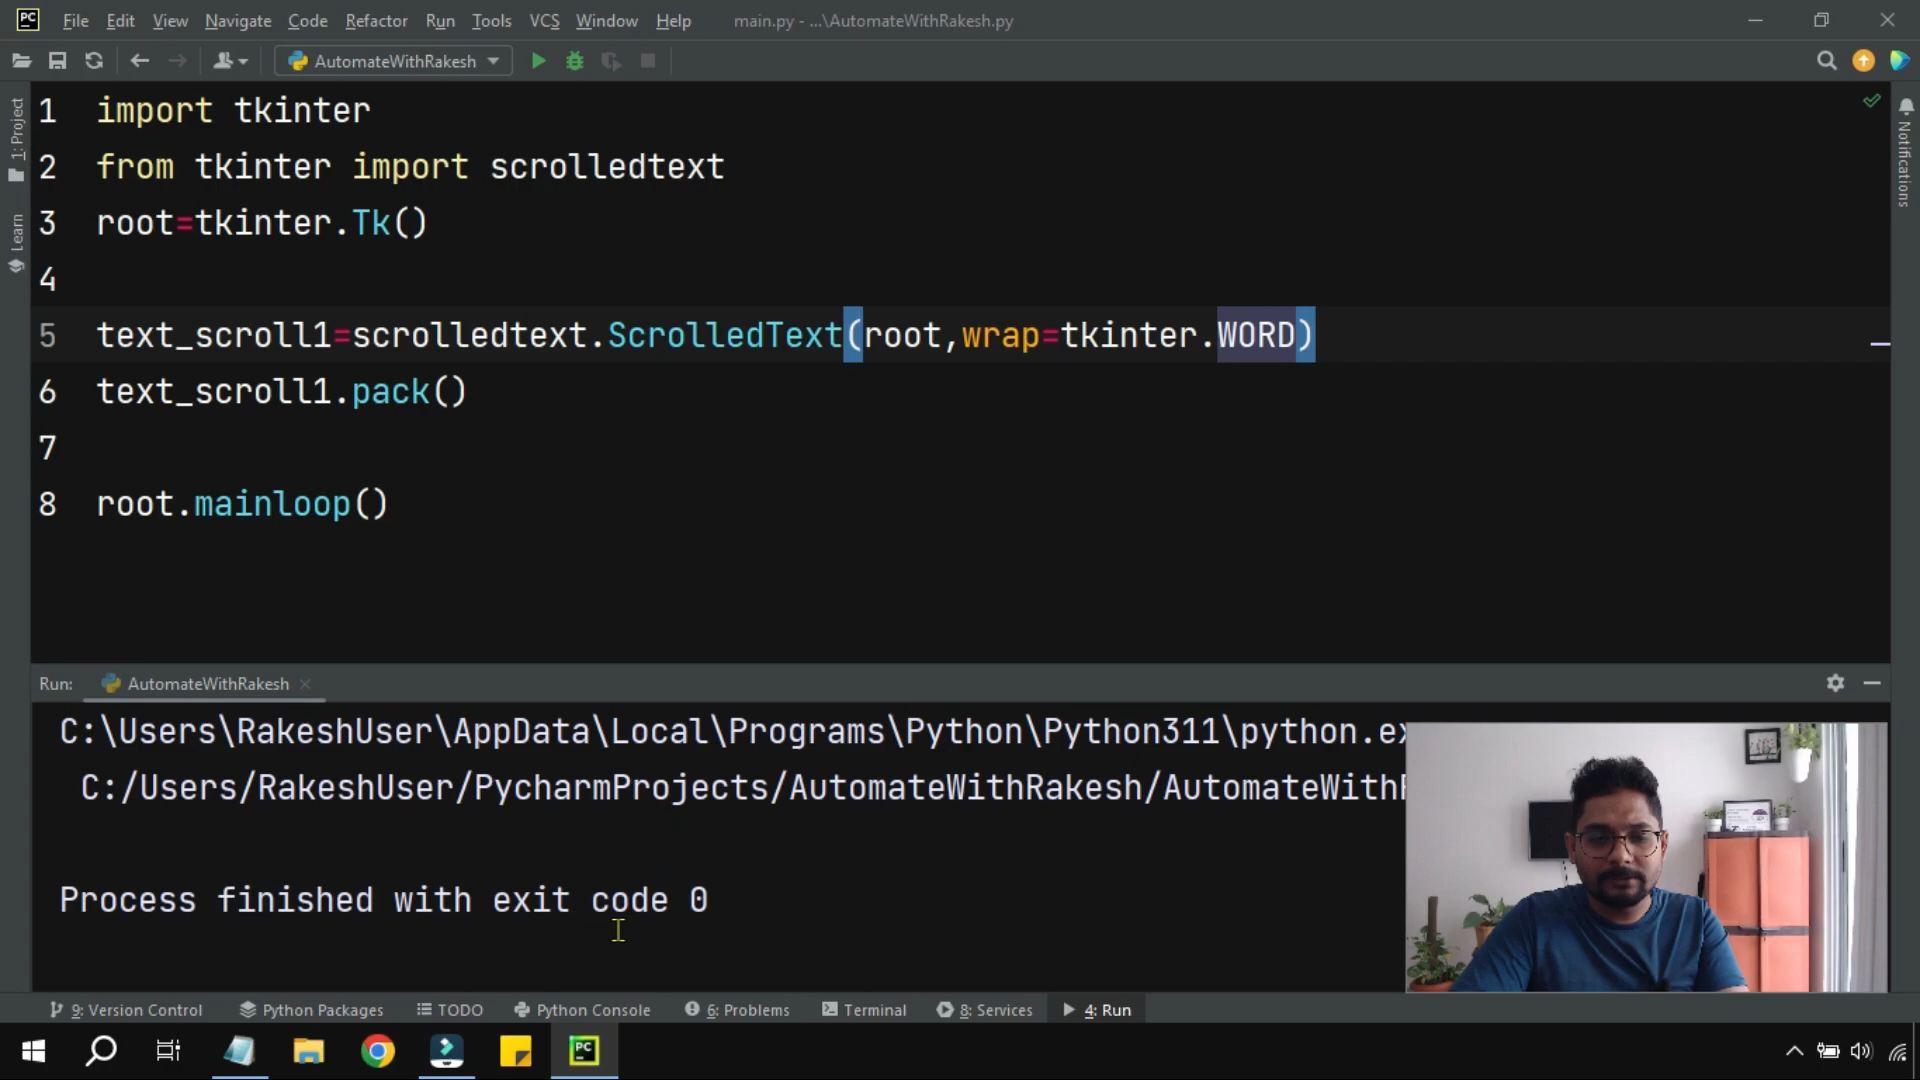 PC File Edit View Navigate Code Refactor Run Tools VCS Window Help main.py - ...\AutomateWithRakesh.py
AutomateWithRakesh
1: Project
Learn
Notifications
1 import tkinter
2 from tkinter import scrolledtext
3 root=tkinter.Tk()
4
5 text_scroll1=scrolledtext.ScrolledText(root,wrap=tkinter.WORD)
6 text_scroll1.pack()
7
8 root.mainloop()
Run: AutomateWithRakesh
C:\Users\RakeshUser\AppData\Local\Programs\Python\Python311\python.ex
C:/Users/RakeshUser/PycharmProjects/AutomateWithRakesh/AutomateWith
Process finished with exit code 0
9: Version Control Python Packages TODO Python Console 6: Problems Terminal 8: Services 4: Run
PC